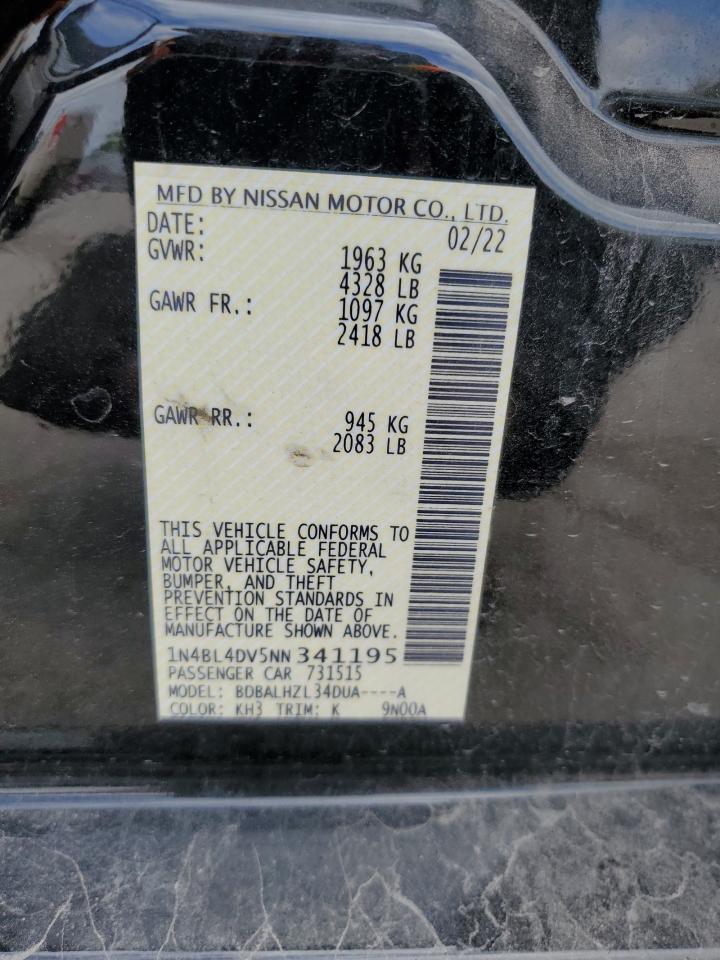 MFD BY NISSAN MOTOR CO., LTD.
DATE: 02/22
GVWR: 1963 KG
4328 LB
GAWR FR.: 1097 KG
2418 LB
GAWR RR.: 945 KG
2083 LB
THIS VEHICLE CONFORMS TO
ALL APPLICABLE FEDERAL
MOTOR VEHICLE SAFETY,
BUMPER, AND THEFT
PREVENTION STANDARDS IN
EFFECT ON THE DATE OF
MANUFACTURE SHOWN ABOVE.
1N4BL4DV5NN341195
PASSENGER CAR 731515
MODEL: BDBALHZL34DUA----A
COLOR: KH3 TRIM: K 9N00A